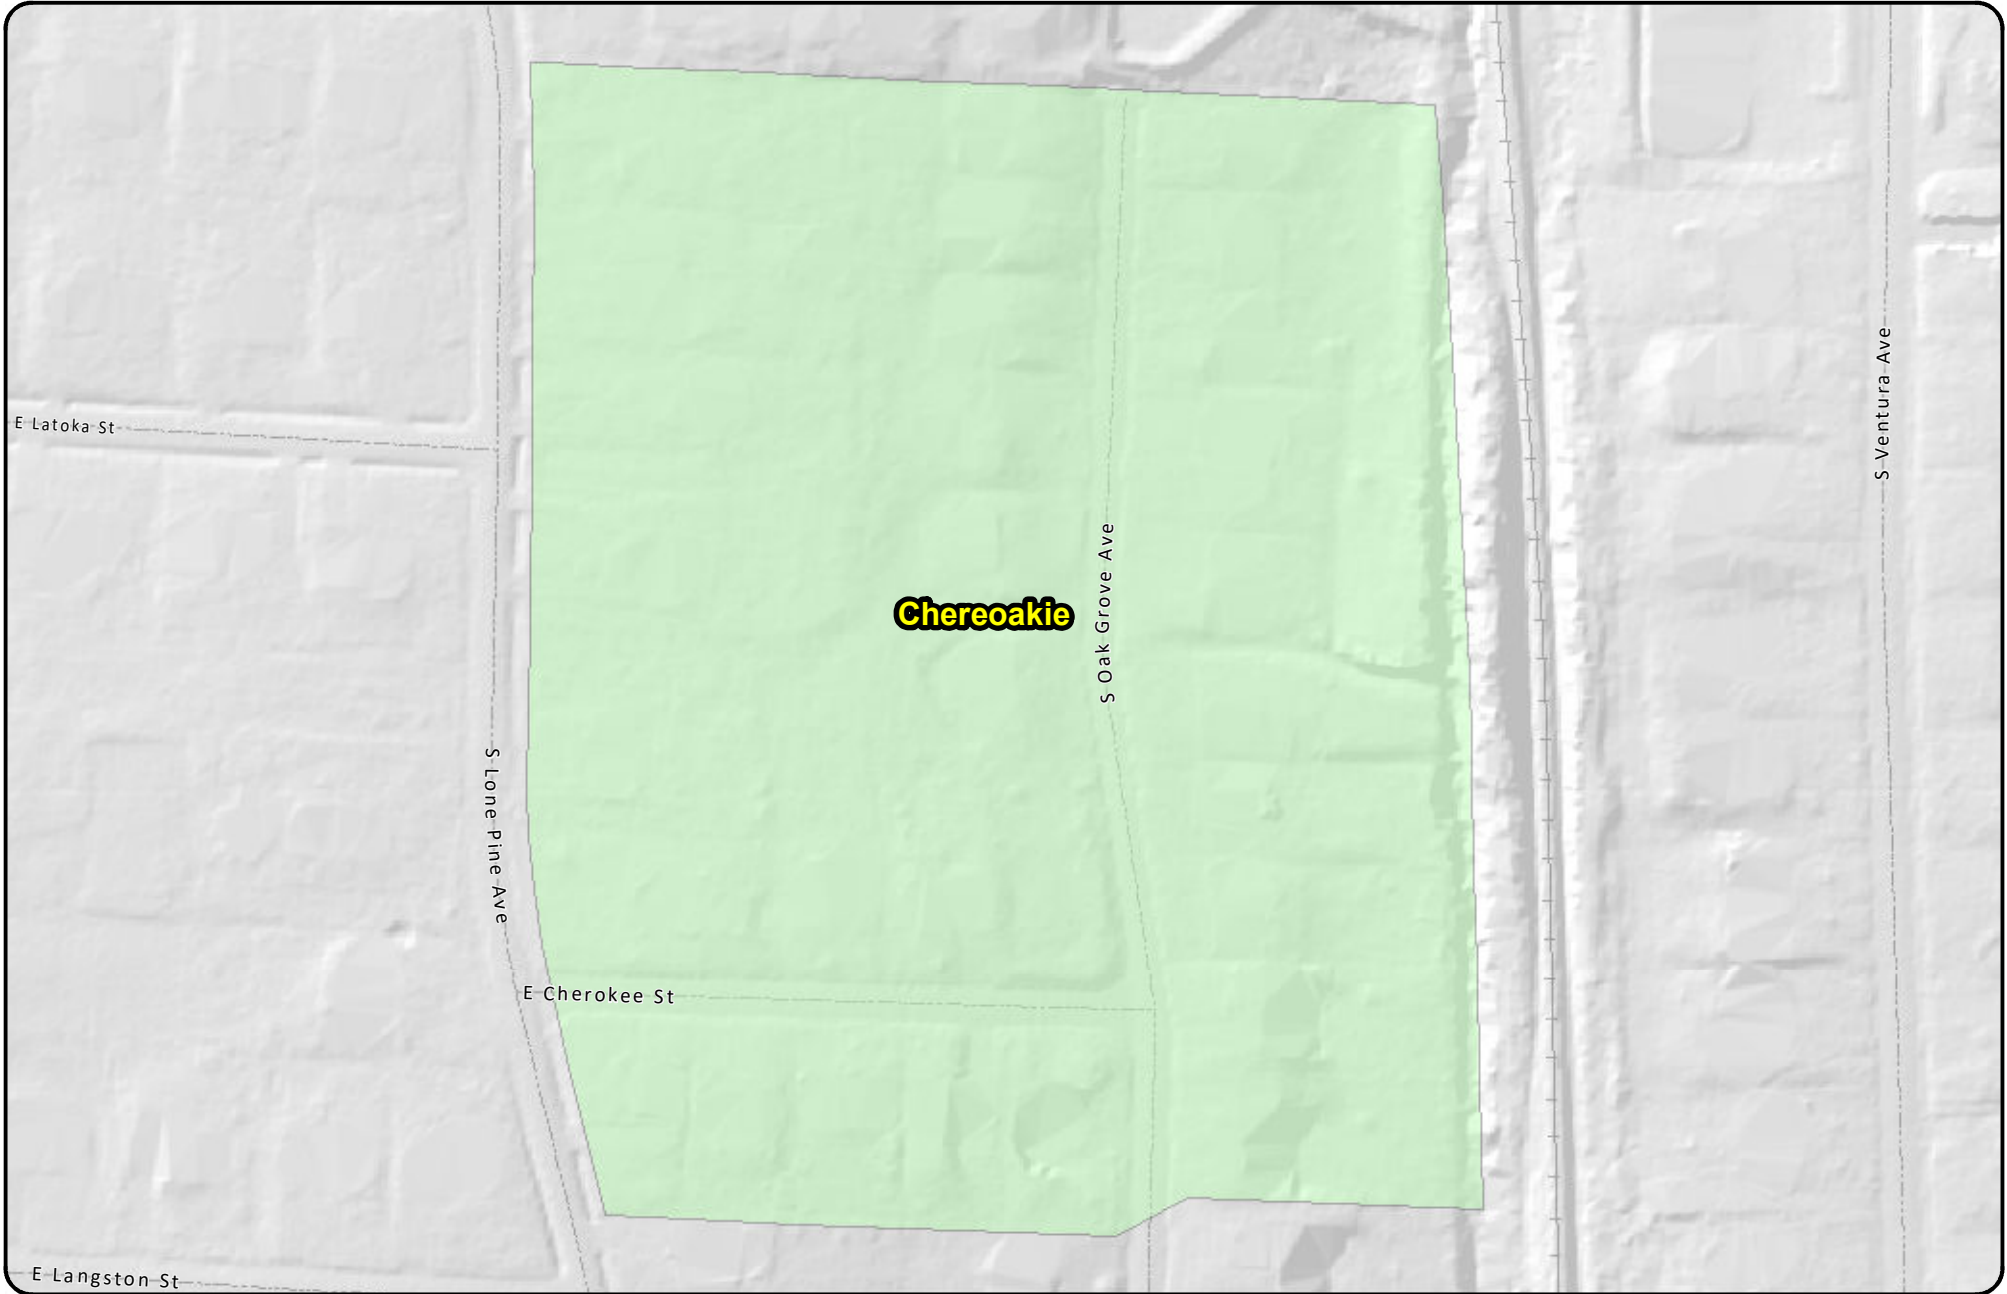 S Ventura Ave
E Latoka St
S Oak Grove Ave
Chereoakie
S Lone Pine Ave
E Cherokee St
E Langston St